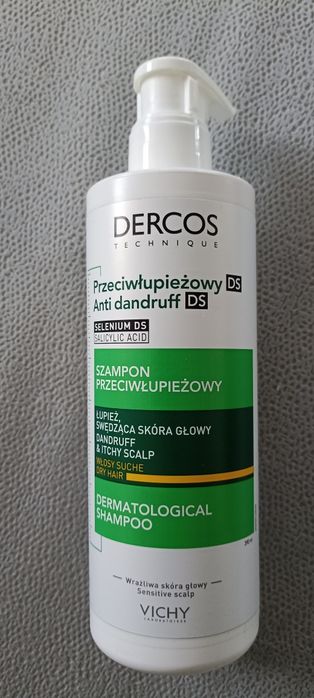 DERCOS
TECHNIQUE
Przeciwłupieżowy DS
Anti dandruff DS
SELENIUM DS
SALICYLIC ACID
SZAMPON
PRZECIWŁUPIEŻOWY
ŁUPIEŻ,
SWĘDZĄCA SKÓRA GŁOWY
DANDRUFF
& ITCHY SCALP
WŁOSY SUCHE
DRY HAIR
DERMATOLOGICAL
SHAMPOO
Wrażliwa skóra głowy
Sensitive scalp
VICHY
LABORATOIRES